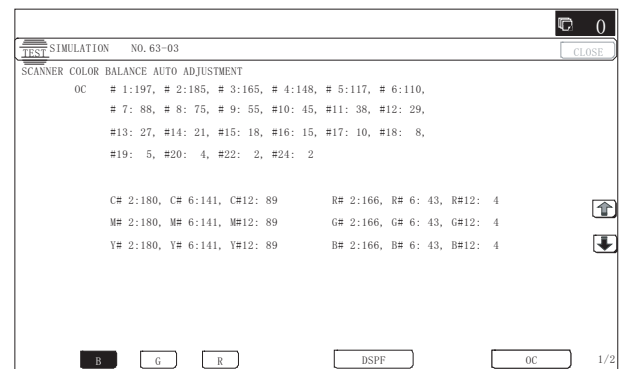 0
TEST SIMULATION NO. 63-03 CLOSE
SCANNER COLOR BALANCE AUTO ADJUSTMENT
OC # 1:197, # 2:185, # 3:165, # 4:148, # 5:117, # 6:110,
# 7: 88, # 8: 75, # 9: 55, #10: 45, #11: 38, #12: 29,
#13: 27, #14: 21, #15: 18, #16: 15, #17: 10, #18: 8,
#19: 5, #20: 4, #22: 2, #24: 2
C# 2:180, C# 6:141, C#12: 89 R# 2:166, R# 6: 43, R#12: 4
M# 2:180, M# 6:141, M#12: 89 G# 2:166, G# 6: 43, G#12: 4
Y# 2:180, Y# 6:141, Y#12: 89 B# 2:166, B# 6: 43, B#12: 4
B G R DSPF OC 1/2